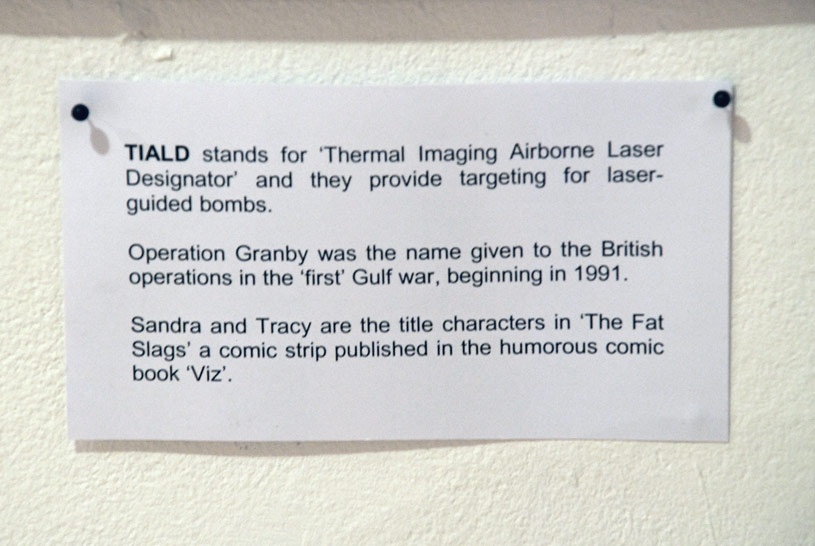 TIALD stands for ‘Thermal Imaging Airborne Laser
Designator’ and they provide targeting for laser-
guided bombs.
Operation Granby was the name given to the British
operations in the ‘first’ Gulf war, beginning in 1991.
Sandra and Tracy are the title characters in ‘The Fat
Slags’ a comic strip published in the humorous comic
book ‘Viz’.